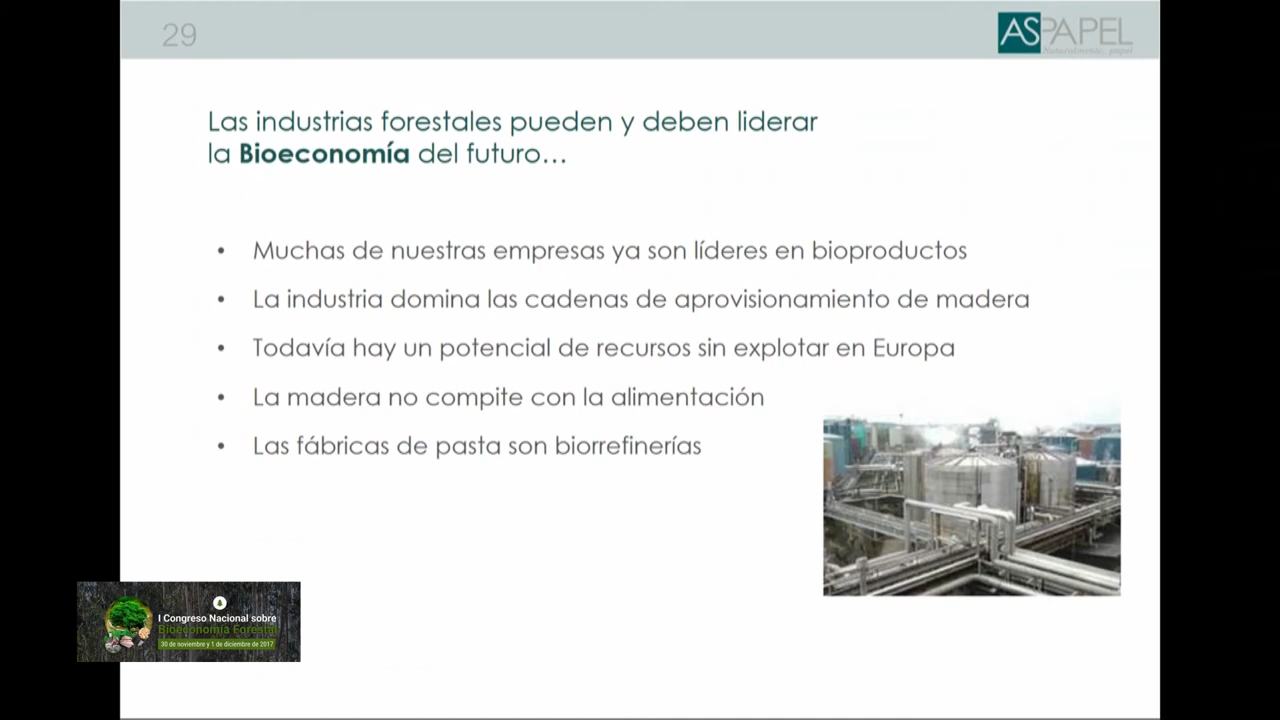 29
ASPAPEL
Naturalmente, papel
Las industrias forestales pueden y deben liderar
la Bioeconomía del futuro…
• Muchas de nuestras empresas ya son líderes en bioproductos
• La industria domina las cadenas de aprovisionamiento de madera
• Todavía hay un potencial de recursos sin explotar en Europa
• La madera no compite con la alimentación
• Las fábricas de pasta son biorrefinerías
I Congreso Nacional sobre
Bioeconomía Forestal
30 de noviembre y 1 de diciembre de 2017